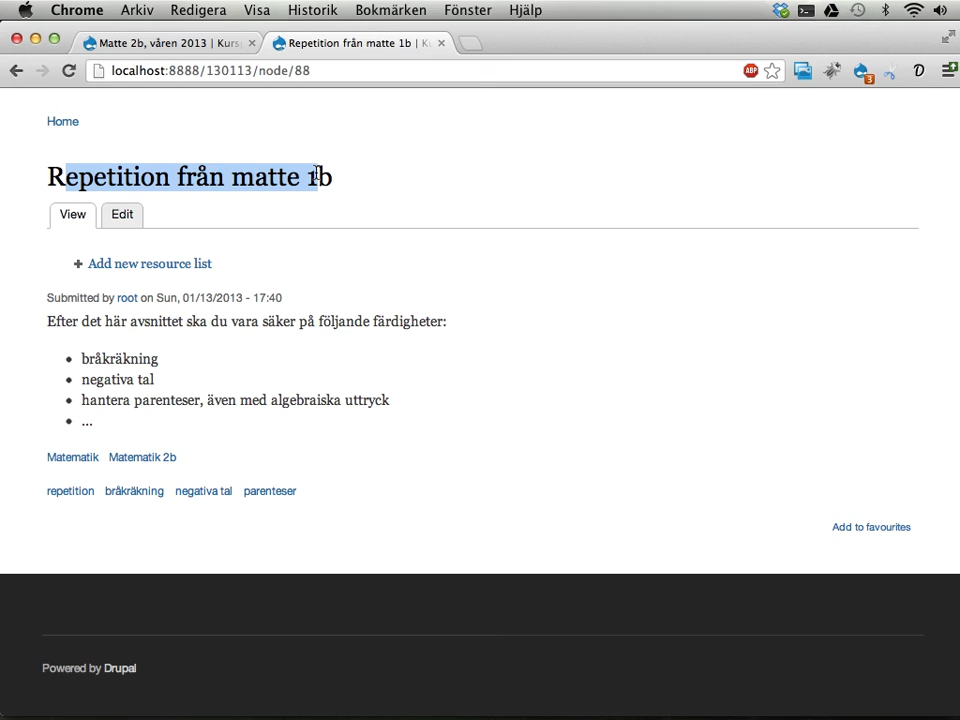 Chrome Arkiv Redigera Visa Historik Bokmärken Fönster Hjälp
Matte 2b, våren 2013 | Kurs
Repetition från matte 1b | K
localhost:8888/130113/node/88
ABP
3
D
Home
Repetition från matte 1b
View Edit
Add new resource list
Submitted by root on Sun, 01/13/2013 - 17:40
Efter det här avsnittet ska du vara säker på följande färdigheter:
bråkräkning
negativa tal
hantera parenteser, även med algebraiska uttryck
...
Matematik Matematik 2b
repetition bråkräkning negativa tal parenteser
Add to favourites
Powered by Drupal